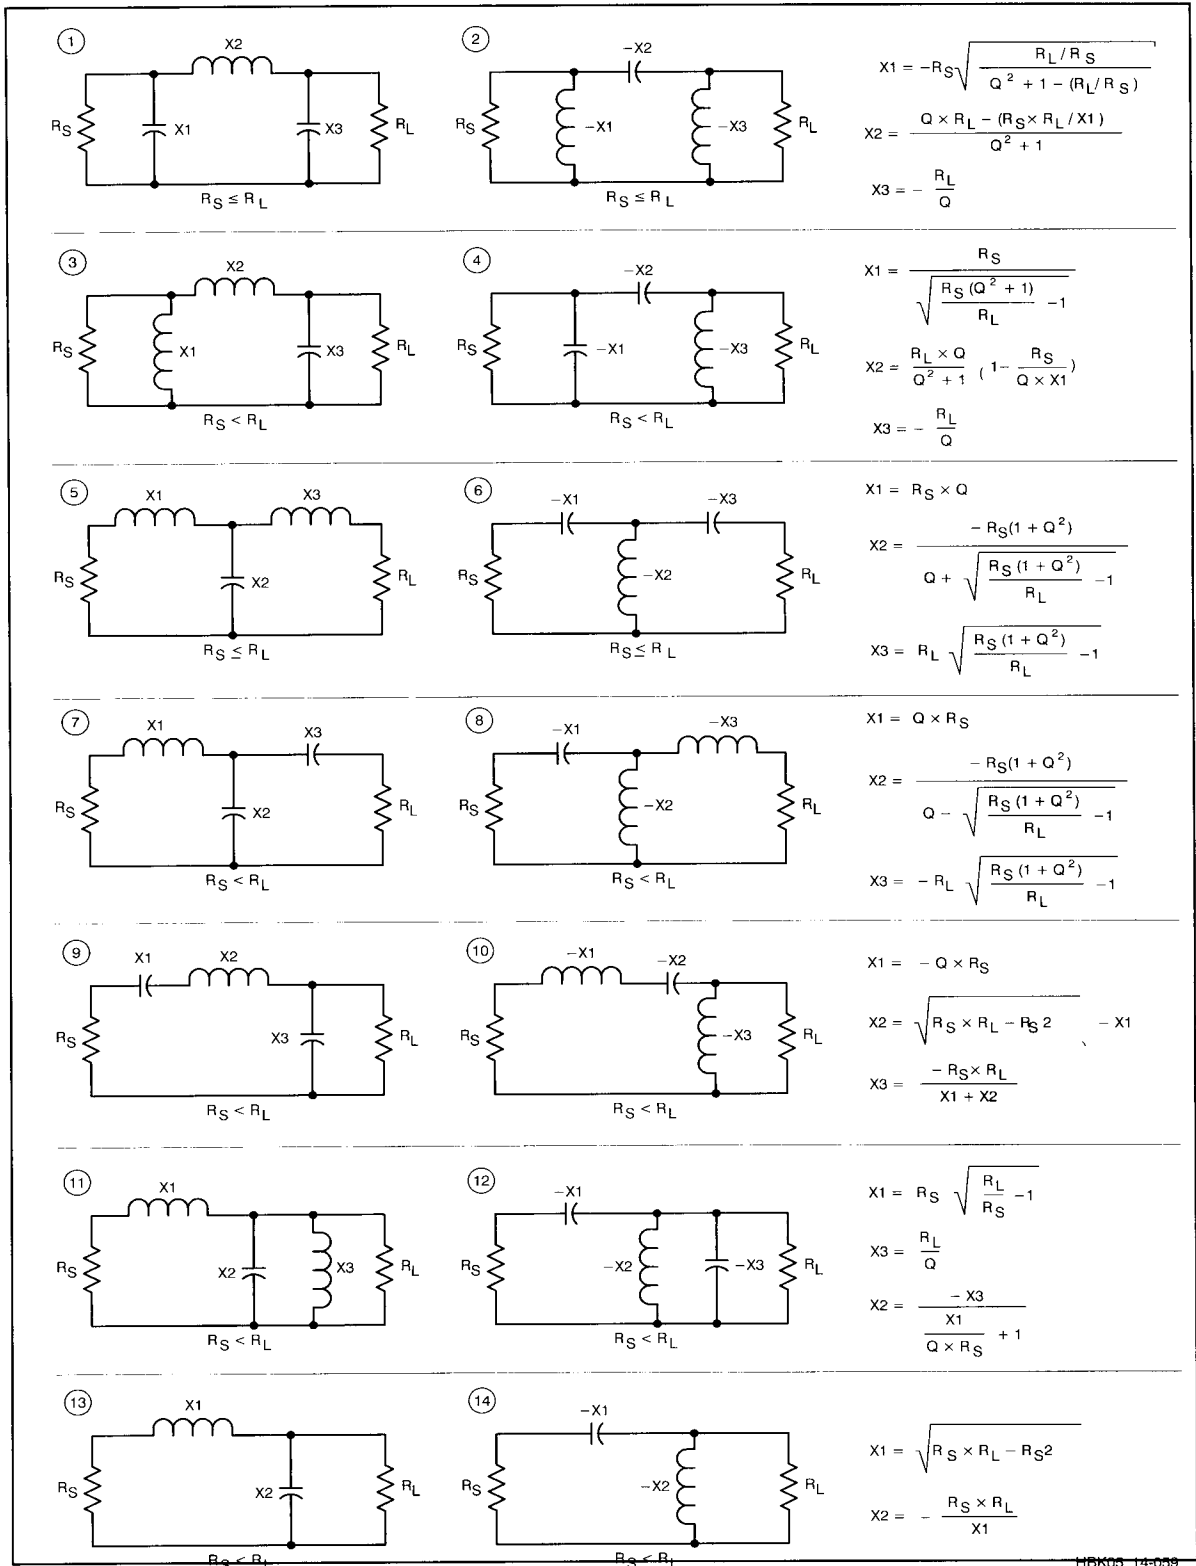 1
X2
RS
X1
X3
RL
RS ≤ RL
2
−X2
RS
−X1
−X3
RL
RS ≤ RL
X1 = −RS √( (RL / RS) / (Q² + 1 − (RL / RS)) )
X2 = (Q × RL − (RS × RL / X1)) / (Q² + 1)
X3 = − RL / Q
3
X2
RS
X1
X3
RL
RS < RL
4
−X2
RS
−X1
−X3
RL
RS < RL
X1 = RS / √( RS (Q² + 1) / RL −1 )
X2 = (RL × Q) / (Q² + 1) (1− RS / (Q × X1))
X3 = − RL / Q
5
X1
X3
RS
X2
RL
RS ≤ RL
6
−X1
−X3
RS
−X2
RL
RS ≤ RL
X1 = RS × Q
X2 = − RS(1 + Q²) / (Q + √( RS (1 + Q²) / RL −1 ))
X3 = RL √( RS (1 + Q²) / RL −1 )
7
X1
X3
RS
X2
RL
RS < RL
8
−X1
−X3
RS
−X2
RL
RS < RL
X1 = Q × RS
X2 = − RS(1 + Q²) / (Q − √( RS (1 + Q²) / RL −1 ))
X3 = − RL √( RS (1 + Q²) / RL −1 )
9
X1
X2
RS
X3
RL
RS < RL
10
−X1
−X2
RS
−X3
RL
RS < RL
X1 = − Q × RS
X2 = √( RS × RL − RS2 ) − X1
X3 = − RS × RL / (X1 + X2)
11
X1
RS
X2
X3
RL
RS < RL
12
−X1
RS
−X2
−X3
RL
RS < RL
X1 = RS √( RL / RS −1 )
X3 = RL / Q
X2 = − X3 / (X1 / (Q × RS) + 1)
13
X1
RS
X2
RL
RS < RL
14
−X1
RS
−X2
RL
RS < RL
X1 = √( RS × RL − RS2 )
X2 = − RS × RL / X1
HBK05_14-059